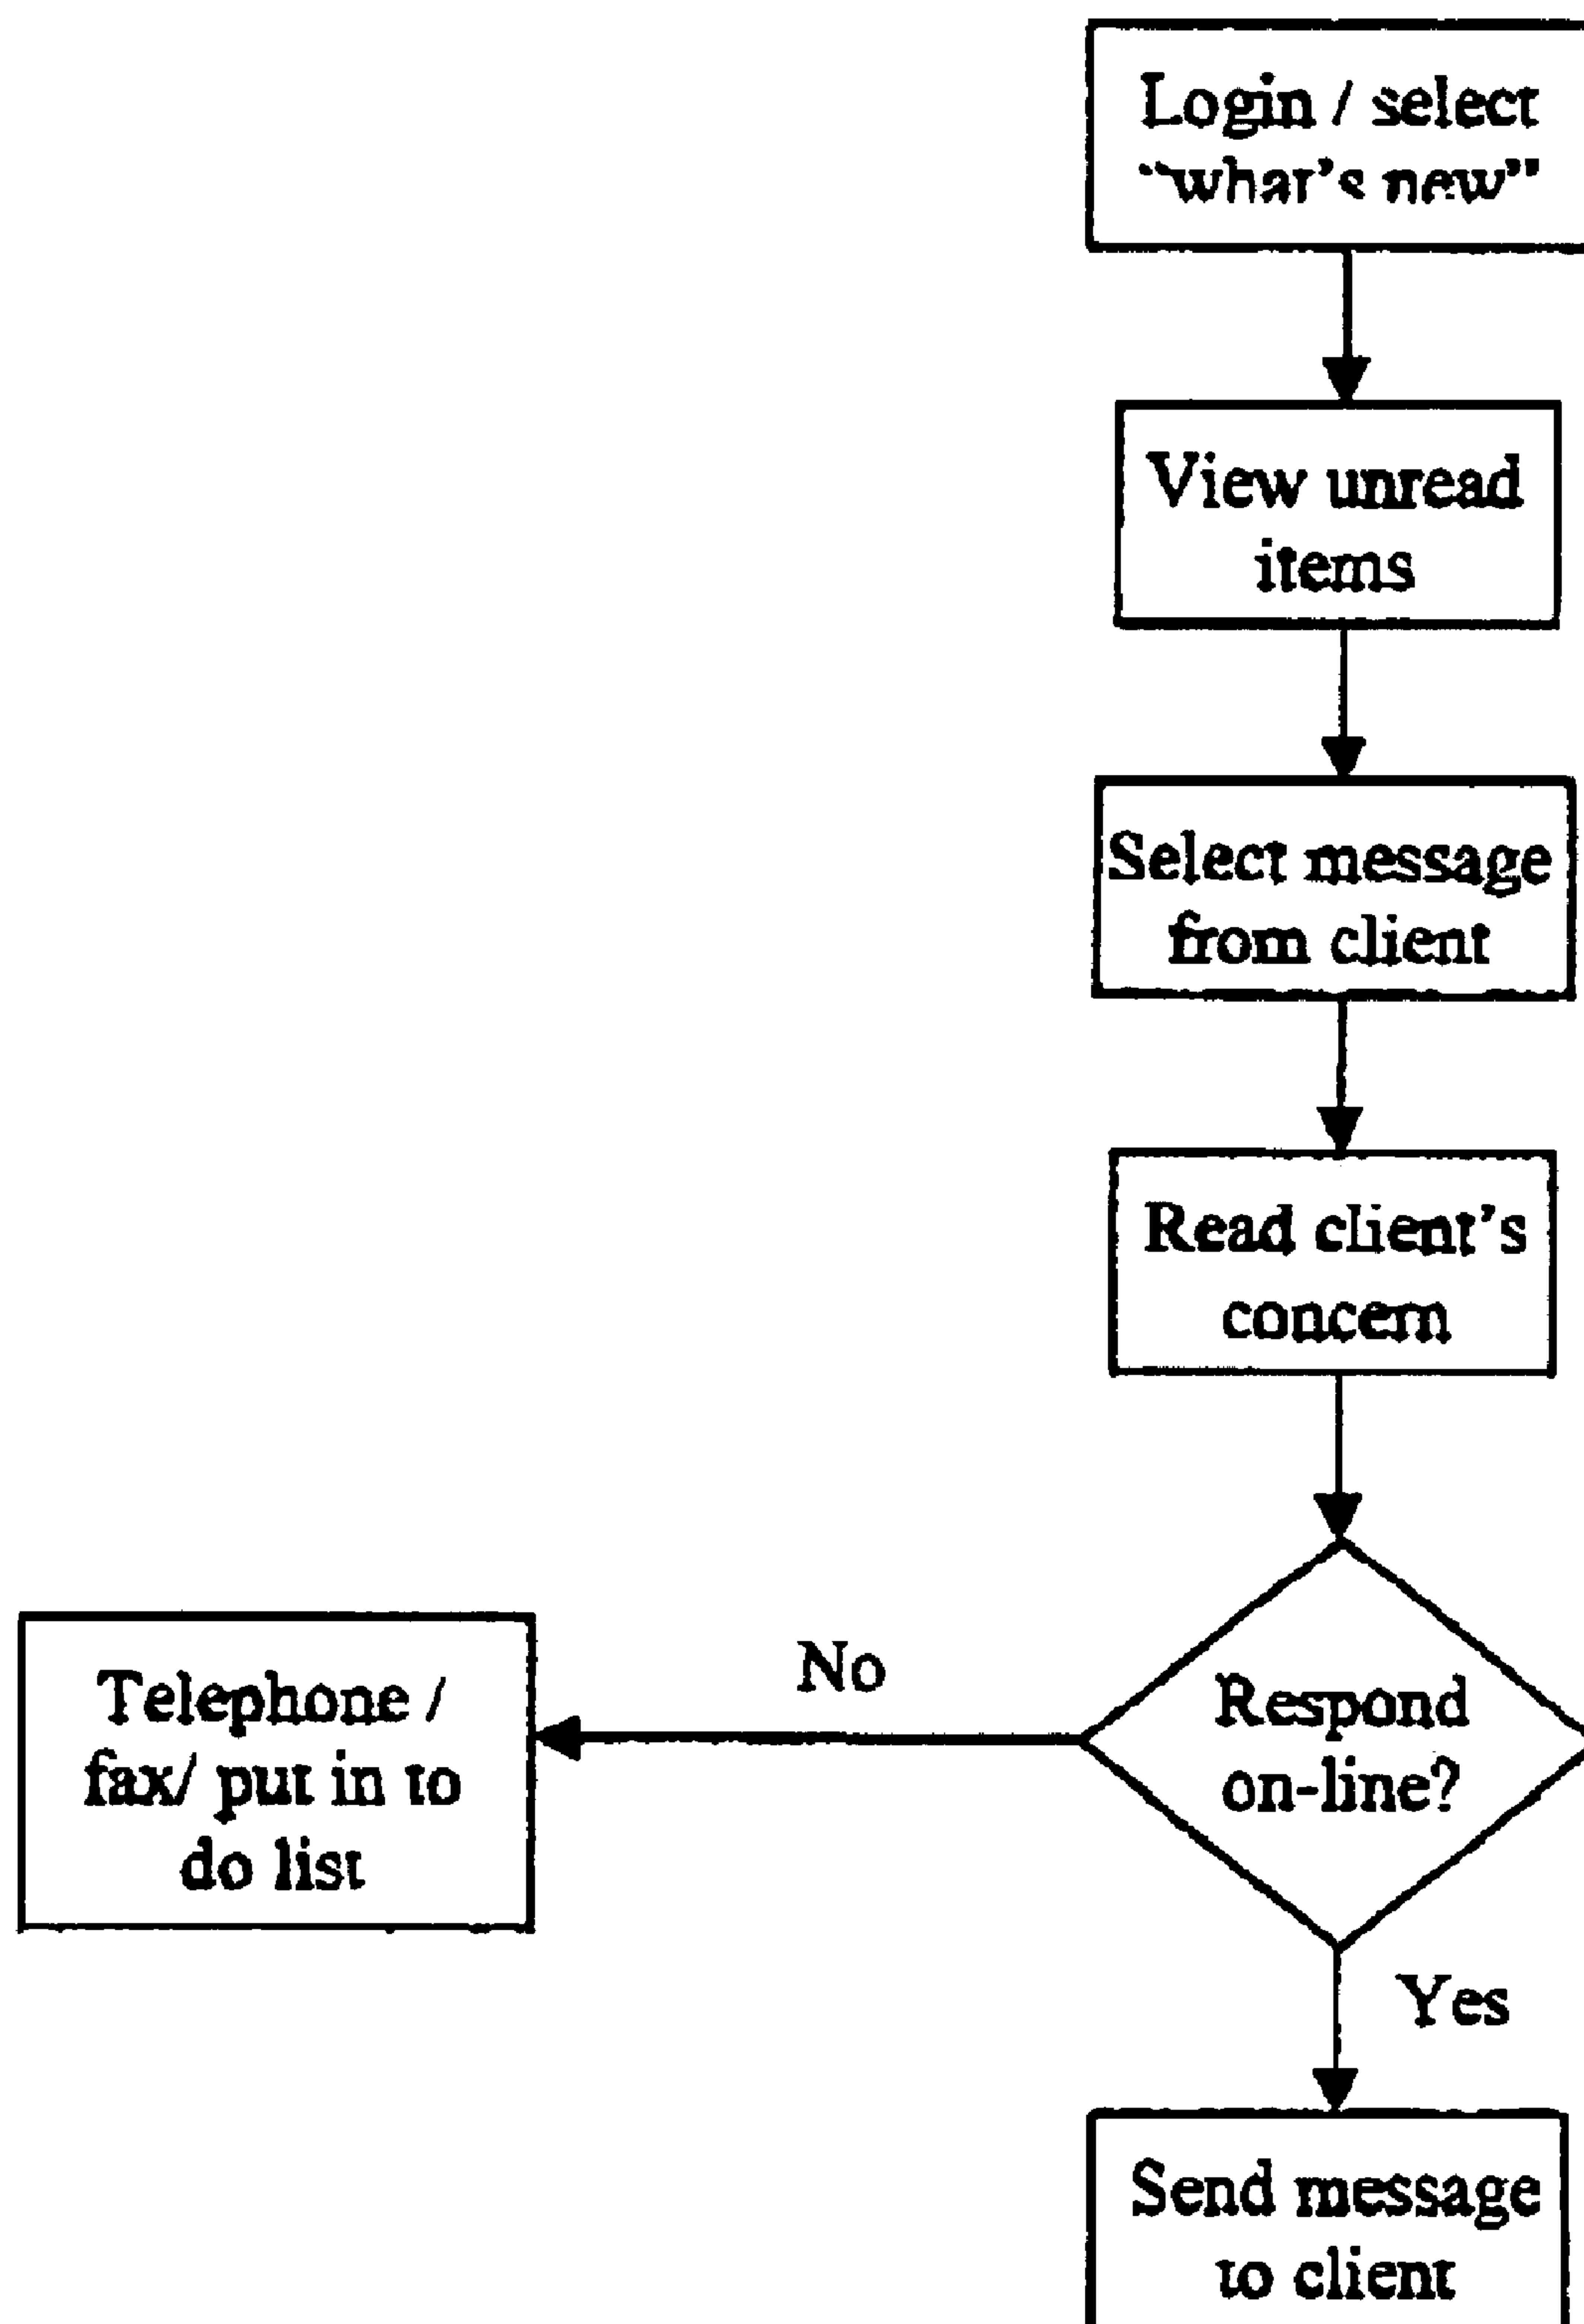 Login / select
“what’s new”
View unread
items
Select message
from client
Read client’s
concern
Respond
on-line?
No
Telephone /
fax/ put in to
do list
Yes
Send message
to client